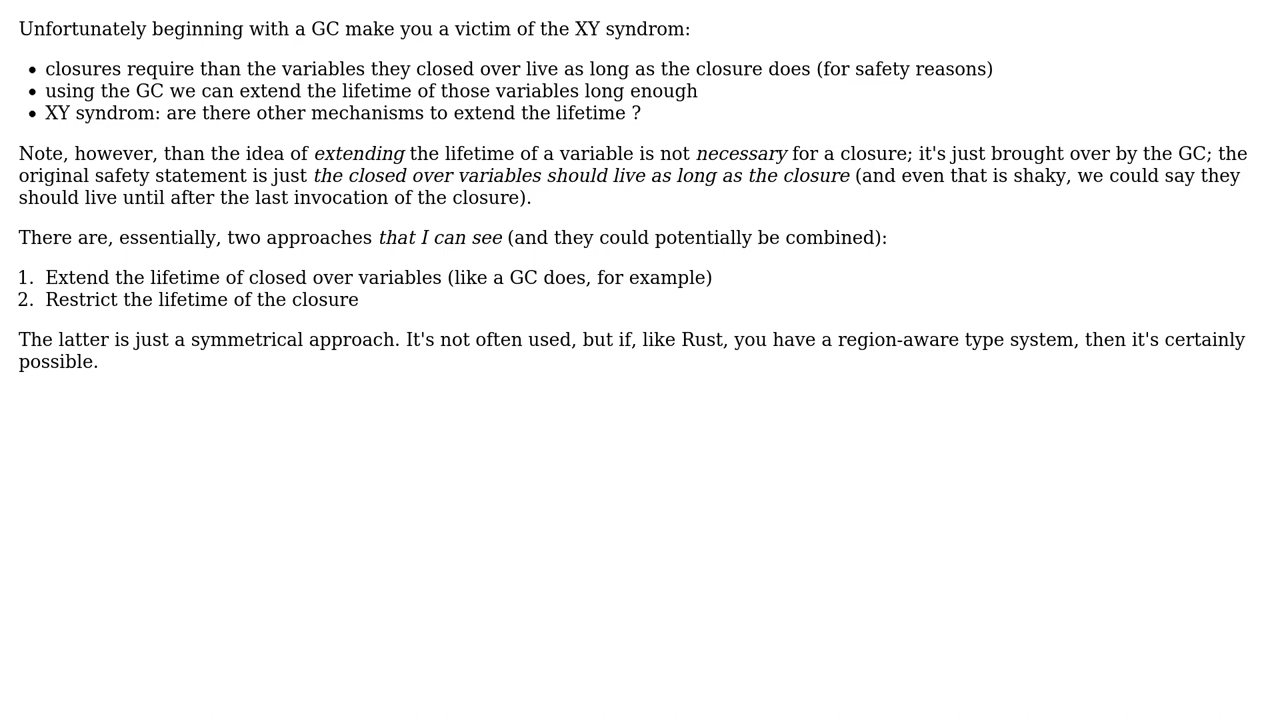 Unfortunately beginning with a GC make you a victim of the XY syndrom:
• closures require than the variables they closed over live as long as the closure does (for safety reasons)
• using the GC we can extend the lifetime of those variables long enough
• XY syndrom: are there other mechanisms to extend the lifetime ?
Note, however, than the idea of extending the lifetime of a variable is not necessary for a closure; it's just brought over by the GC; the
original safety statement is just the closed over variables should live as long as the closure (and even that is shaky, we could say they
should live until after the last invocation of the closure).
There are, essentially, two approaches that I can see (and they could potentially be combined):
1. Extend the lifetime of closed over variables (like a GC does, for example)
2. Restrict the lifetime of the closure
The latter is just a symmetrical approach. It's not often used, but if, like Rust, you have a region-aware type system, then it's certainly
possible.